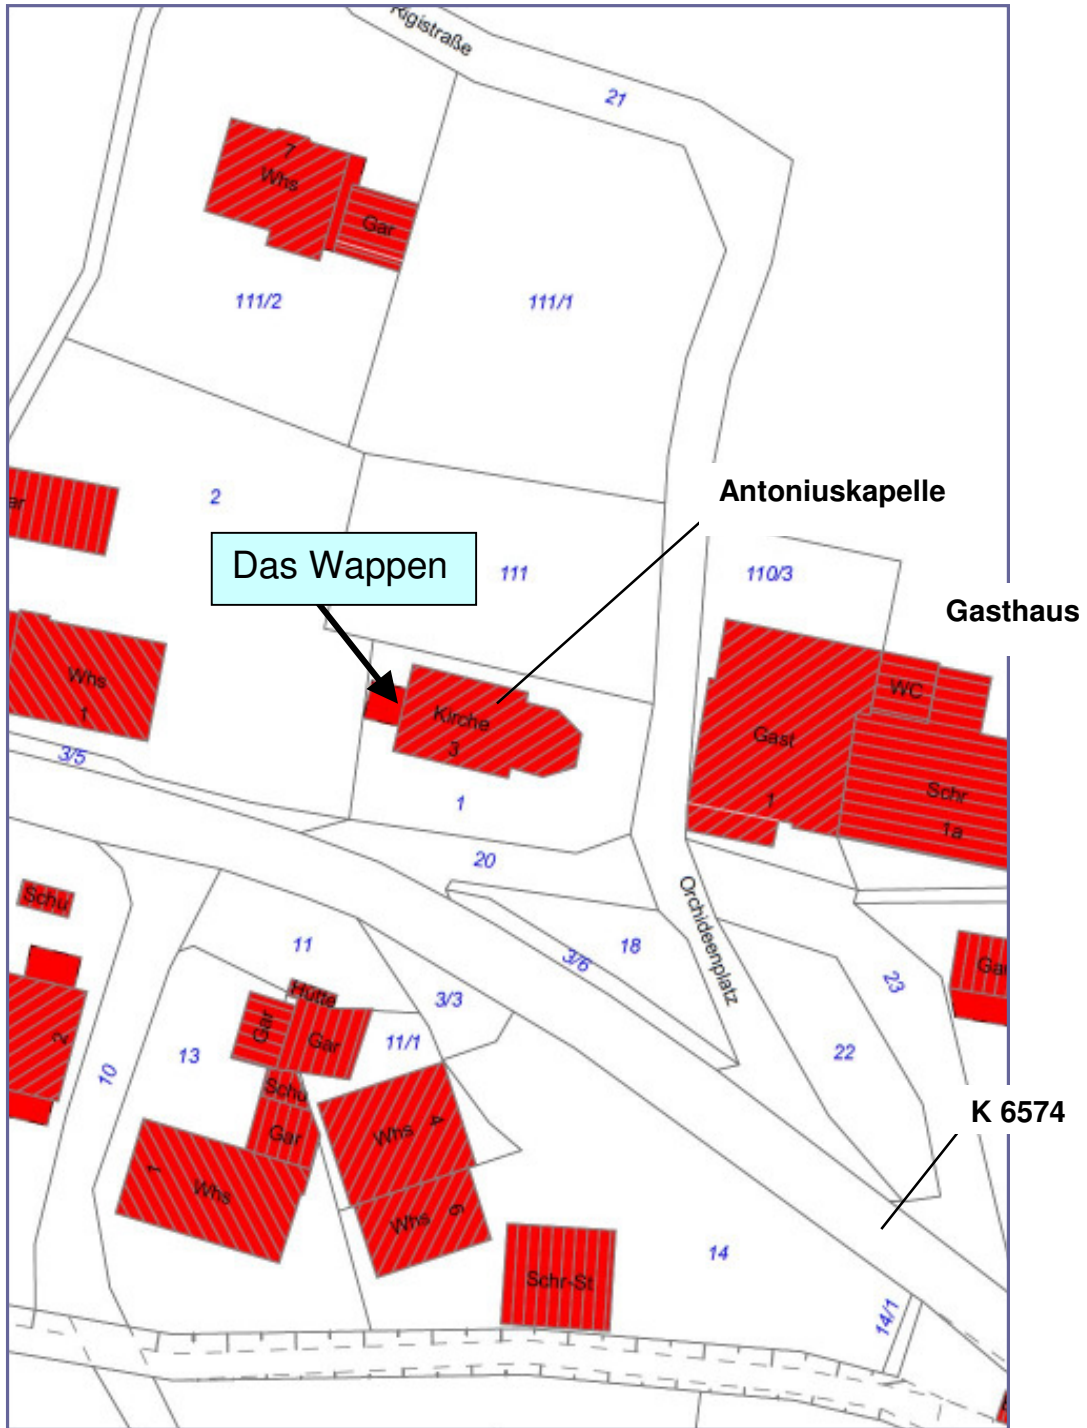 Rigistraße
21
7
Whs
Gar
111/2
111/1
Antoniuskapelle
2
ar
Das Wappen
111
110/3
Gasthaus
Whs
1
WC
Kirche
3
Gast
1
Schr
1a
3/5
1
20
Schu
Orchideenplatz
11
18
3/6
23
Gar
Hütte
Gar
Gar
3/3
11/1
2
10
13
22
Schu
Gar
Whs
4
K 6574
1
Whs
Whs
6
14
Schr-St
14/1